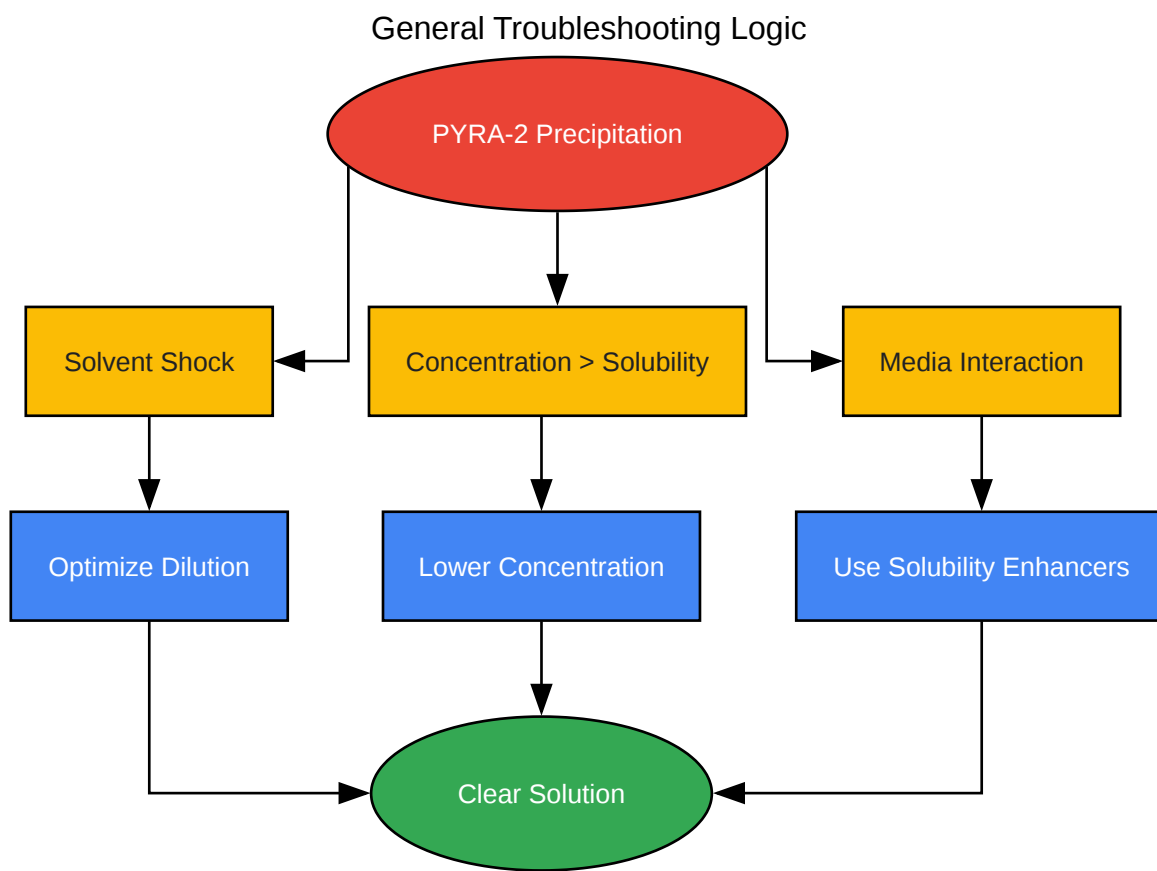 General Troubleshooting Logic
PYRA-2 Precipitation
Solvent Shock
Concentration > Solubility
Media Interaction
Optimize Dilution
Lower Concentration
Use Solubility Enhancers
Clear Solution